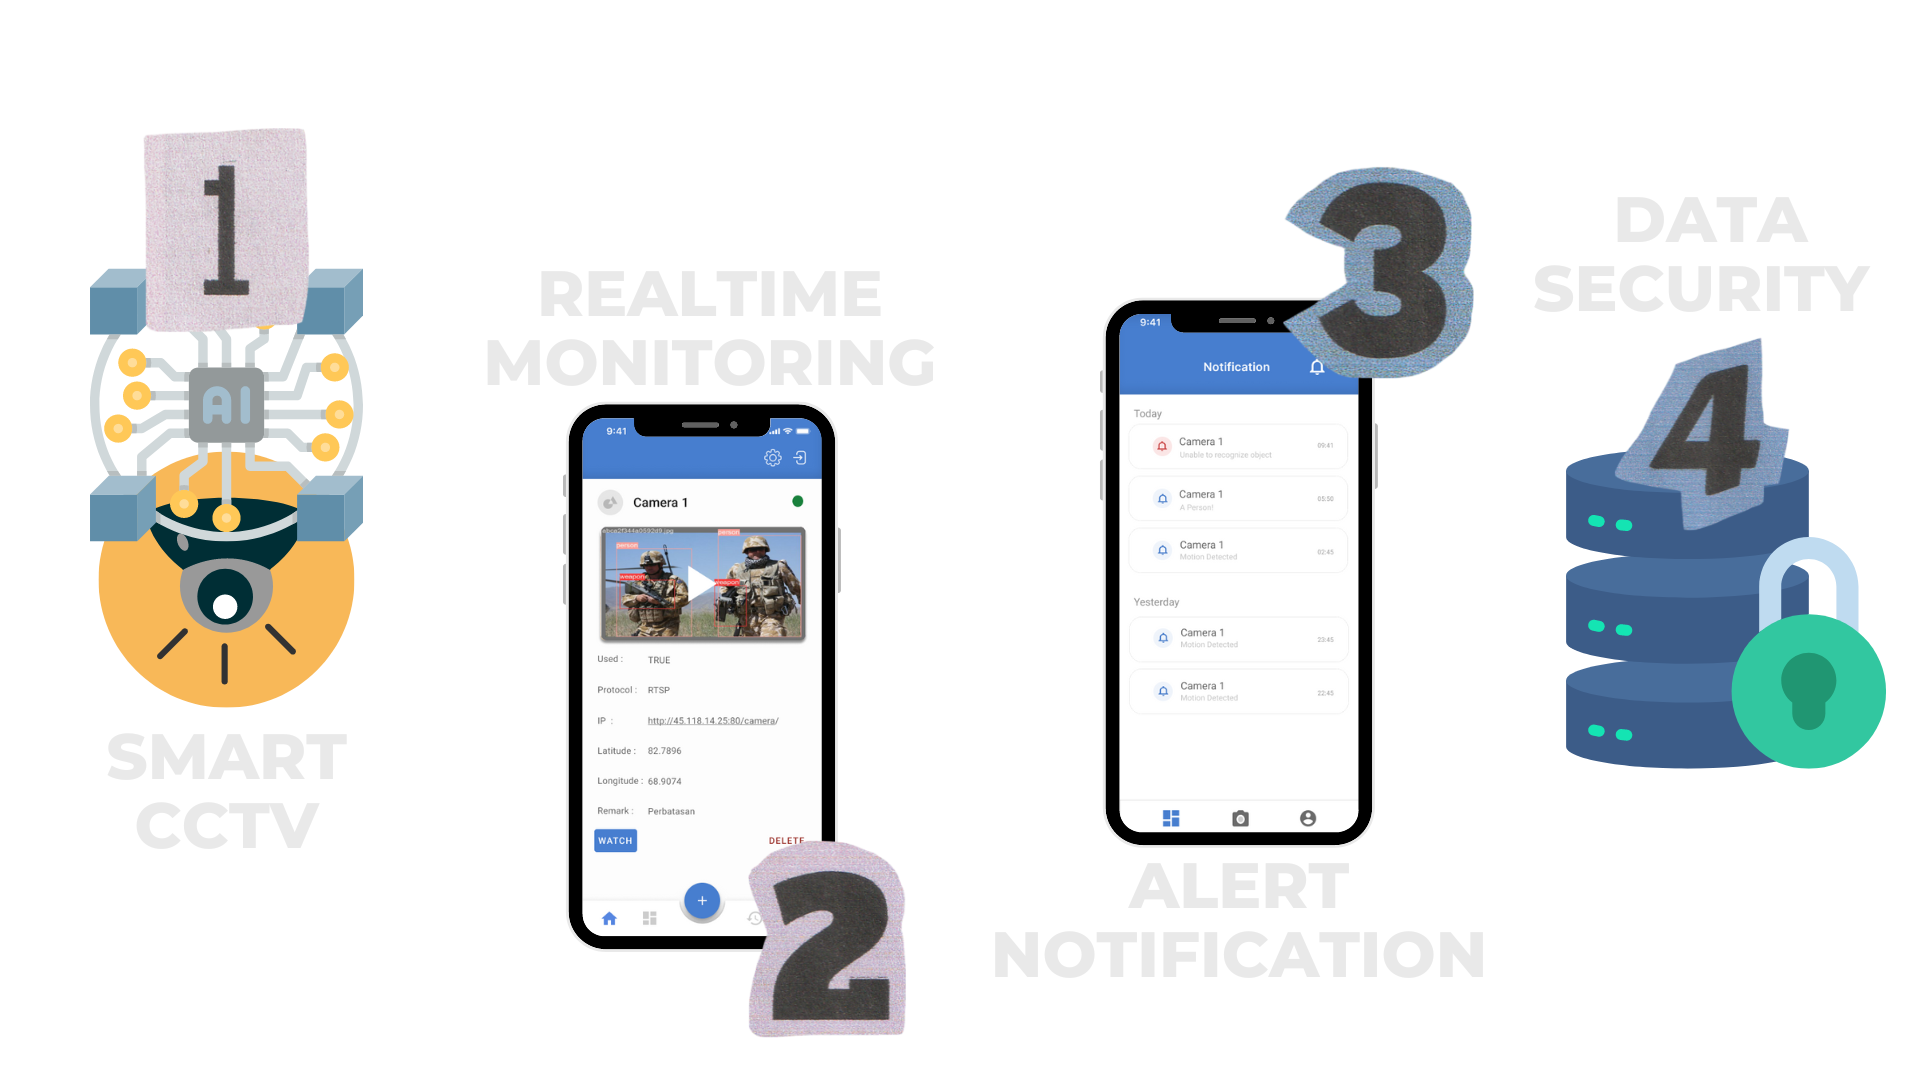 1
AI
SMART
CCTV
REALTIME
MONITORING
9:41
Camera 1
abce2f344a0592d9.jpg
person
person
weapon
weapon
Used : TRUE
Protocol : RTSP
IP : http://45.118.14.25:80/camera/
Latitude : 82.7896
Longitude : 68.9074
Remark : Perbatasan
WATCH
DELETE
+
2
3
9:41
Notification
Today
Camera 1
09:41
Unable to recognize object
Camera 1
05:50
A Person!
Camera 1
02:45
Motion Detected
Yesterday
Camera 1
23:45
Motion Detected
Camera 1
22:45
Motion Detected
ALERT
NOTIFICATION
DATA
SECURITY
4